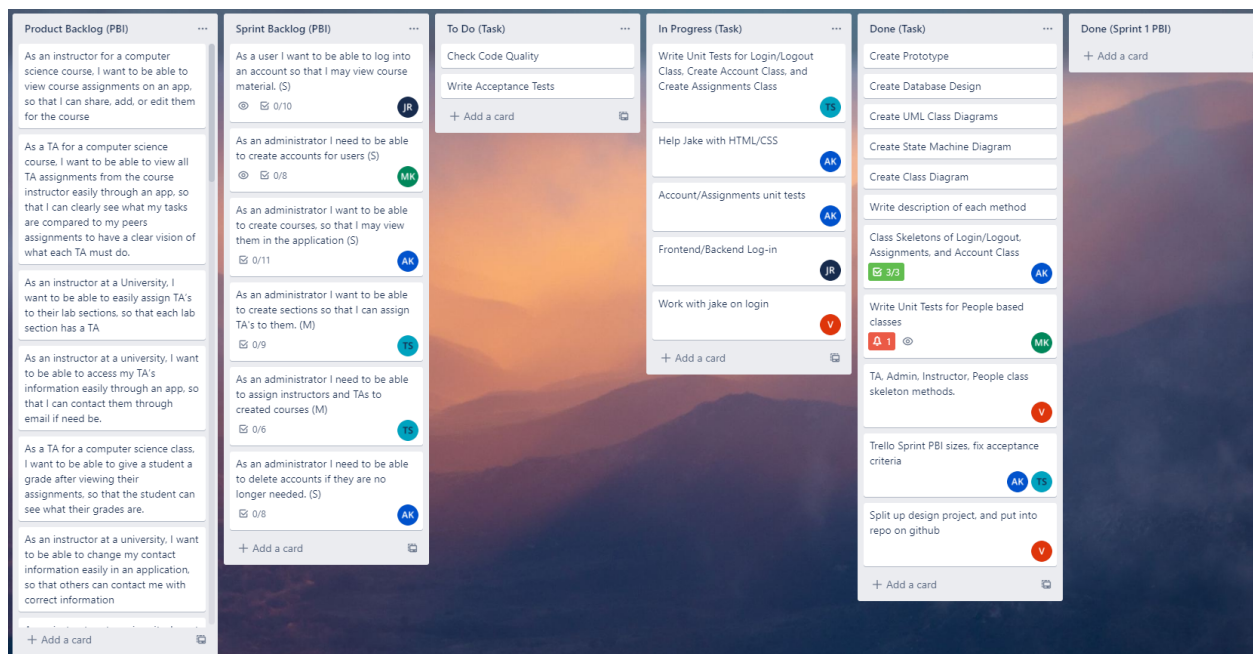 Product Backlog (PBI)
As an instructor for a computer
science course, I want to be able to
view course assignments on an app,
so that I can share, add, or edit them
for the course
As a TA for a computer science
course, I want to be able to view all
TA assignments from the course
instructor easily through an app, so
that I can clearly see what my tasks
are compared to my peers
assignments to have a clear vision of
what each TA must do.
As an instructor at a University, I
want to be able to easily assign TA's
to their lab sections, so that each lab
section has a TA
As an instructor at a university, I want
to be able to access my TA's
information easily through an app, so
that I can contact them through
email if need be.
As a TA for a computer science class,
I want to be able to give a student a
grade after viewing their
assignments, so that the student can
see what their grades are.
As an instructor at a university, I want
to be able to change my contact
information easily in an application,
so that others can contact me with
correct information
+ Add a card
Sprint Backlog (PBI)
As a user I want to be able to log into
an account so that I may view course
material. (S)
0/10
JR
As an administrator I need to be able
to create accounts for users (S)
0/8
MK
As an administrator I want to be able
to create courses, so that I may view
them in the application (S)
0/11
AK
As an administrator I want to be able
to create sections so that I can assign
TA's to them. (M)
0/9
TS
As an administrator I need to be able
to assign instructors and TAs to
created courses (M)
0/6
TS
As an administrator I need to be able
to delete accounts if they are no
longer needed. (S)
0/8
AK
+ Add a card
To Do (Task)
Check Code Quality
Write Acceptance Tests
+ Add a card
In Progress (Task)
Write Unit Tests for Login/Logout
Class, Create Account Class, and
Create Assignments Class
TS
Help Jake with HTML/CSS
AK
Account/Assignments unit tests
AK
Frontend/Backend Log-in
JR
Work with jake on login
V
+ Add a card
Done (Task)
Create Prototype
Create Database Design
Create UML Class Diagrams
Create State Machine Diagram
Create Class Diagram
Write description of each method
Class Skeletons of Login/Logout,
Assignments, and Account Class
3/3
AK
Write Unit Tests for People based
classes
1
MK
TA, Admin, Instructor, People class
skeleton methods.
V
Trello Sprint PBI sizes, fix acceptance
criteria
AK TS
Split up design project, and put into
repo on github
V
+ Add a card
Done (Sprint 1 PBI)
+ Add a card